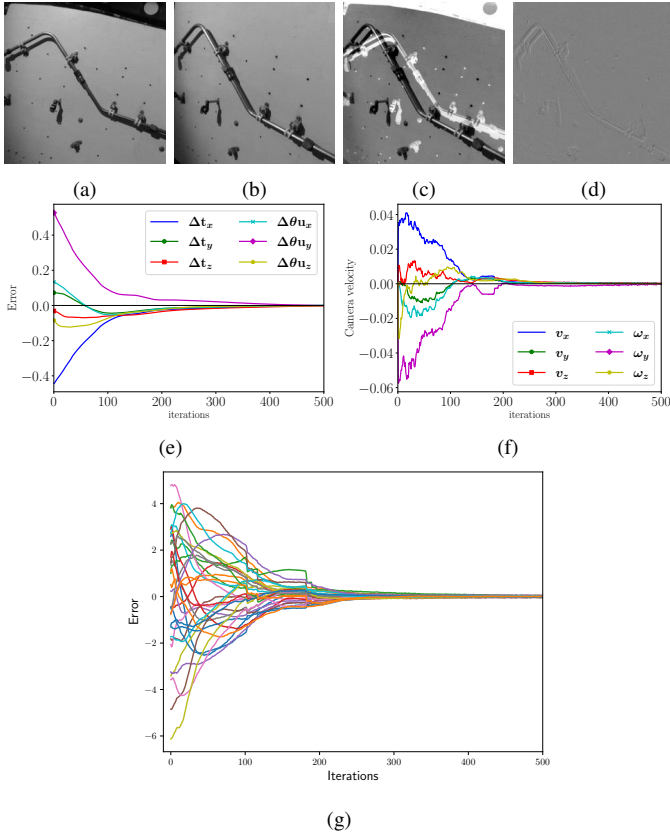 (a) (b) (c) (d)
Error
0.4
0.2
0.0
−0.2
−0.4
0 100 200 300 400 500
iterations
Δt_x Δθu_x
Δt_y Δθu_y
Δt_z Δθu_z
(e)
Camera velocity
0.04
0.02
0.00
−0.02
−0.04
−0.06
0 100 200 300 400 500
iterations
v_x ω_x
v_y ω_y
v_z ω_z
(f)
Error
4
2
0
−2
−4
−6
0 100 200 300 400 500
Iterations
(g)